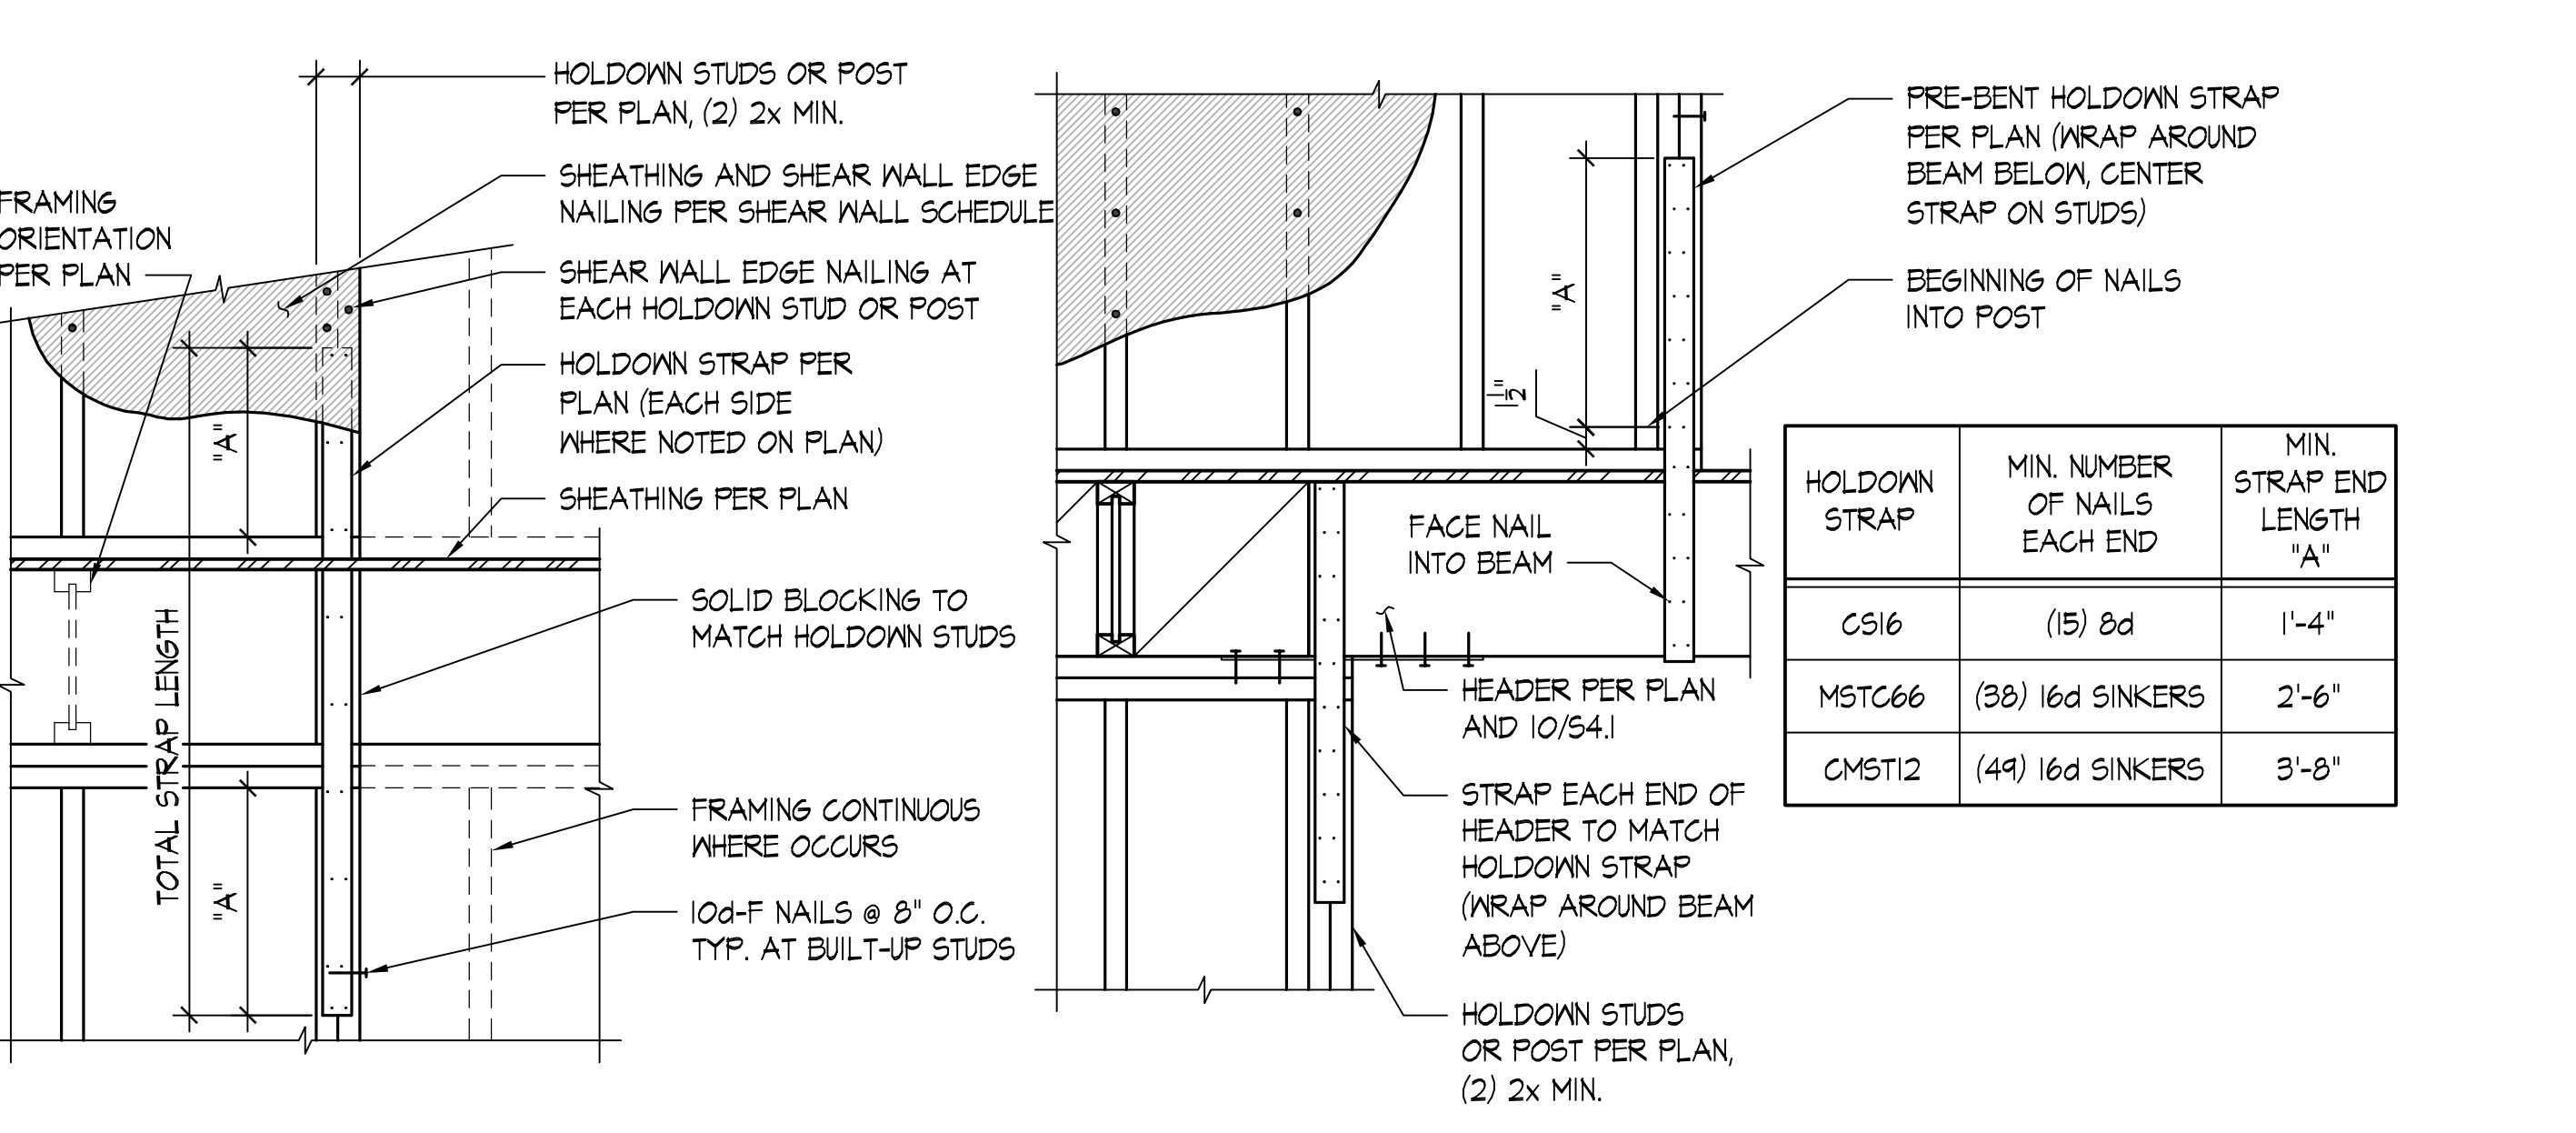 HOLDOWN STUDS OR POST
PER PLAN, (2) 2x MIN.
SHEATHING AND SHEAR WALL EDGE
NAILING PER SHEAR WALL SCHEDULE
FRAMING
ORIENTATION
PER PLAN
SHEAR WALL EDGE NAILING AT
EACH HOLDOWN STUD OR POST
HOLDOWN STRAP PER
PLAN (EACH SIDE
WHERE NOTED ON PLAN)
"A"
SHEATHING PER PLAN
SOLID BLOCKING TO
MATCH HOLDOWN STUDS
TOTAL STRAP LENGTH
FRAMING CONTINUOUS
WHERE OCCURS
"A"
10d-F NAILS @ 8" O.C.
TYP. AT BUILT-UP STUDS
PRE-BENT HOLDOWN STRAP
PER PLAN (WRAP AROUND
BEAM BELOW, CENTER
STRAP ON STUDS)
"A"
BEGINNING OF NAILS
INTO POST
1 1/2"
FACE NAIL
INTO BEAM
HEADER PER PLAN
AND 10/S4.1
STRAP EACH END OF
HEADER TO MATCH
HOLDOWN STRAP
(WRAP AROUND BEAM
ABOVE)
HOLDOWN STUDS
OR POST PER PLAN,
(2) 2x MIN.
HOLDOWN
STRAP
MIN. NUMBER
OF NAILS
EACH END
MIN.
STRAP END
LENGTH
"A"
CS16
(15) 8d
1'-4"
MSTC66
(38) 16d SINKERS
2'-6"
CMST12
(49) 16d SINKERS
3'-8"